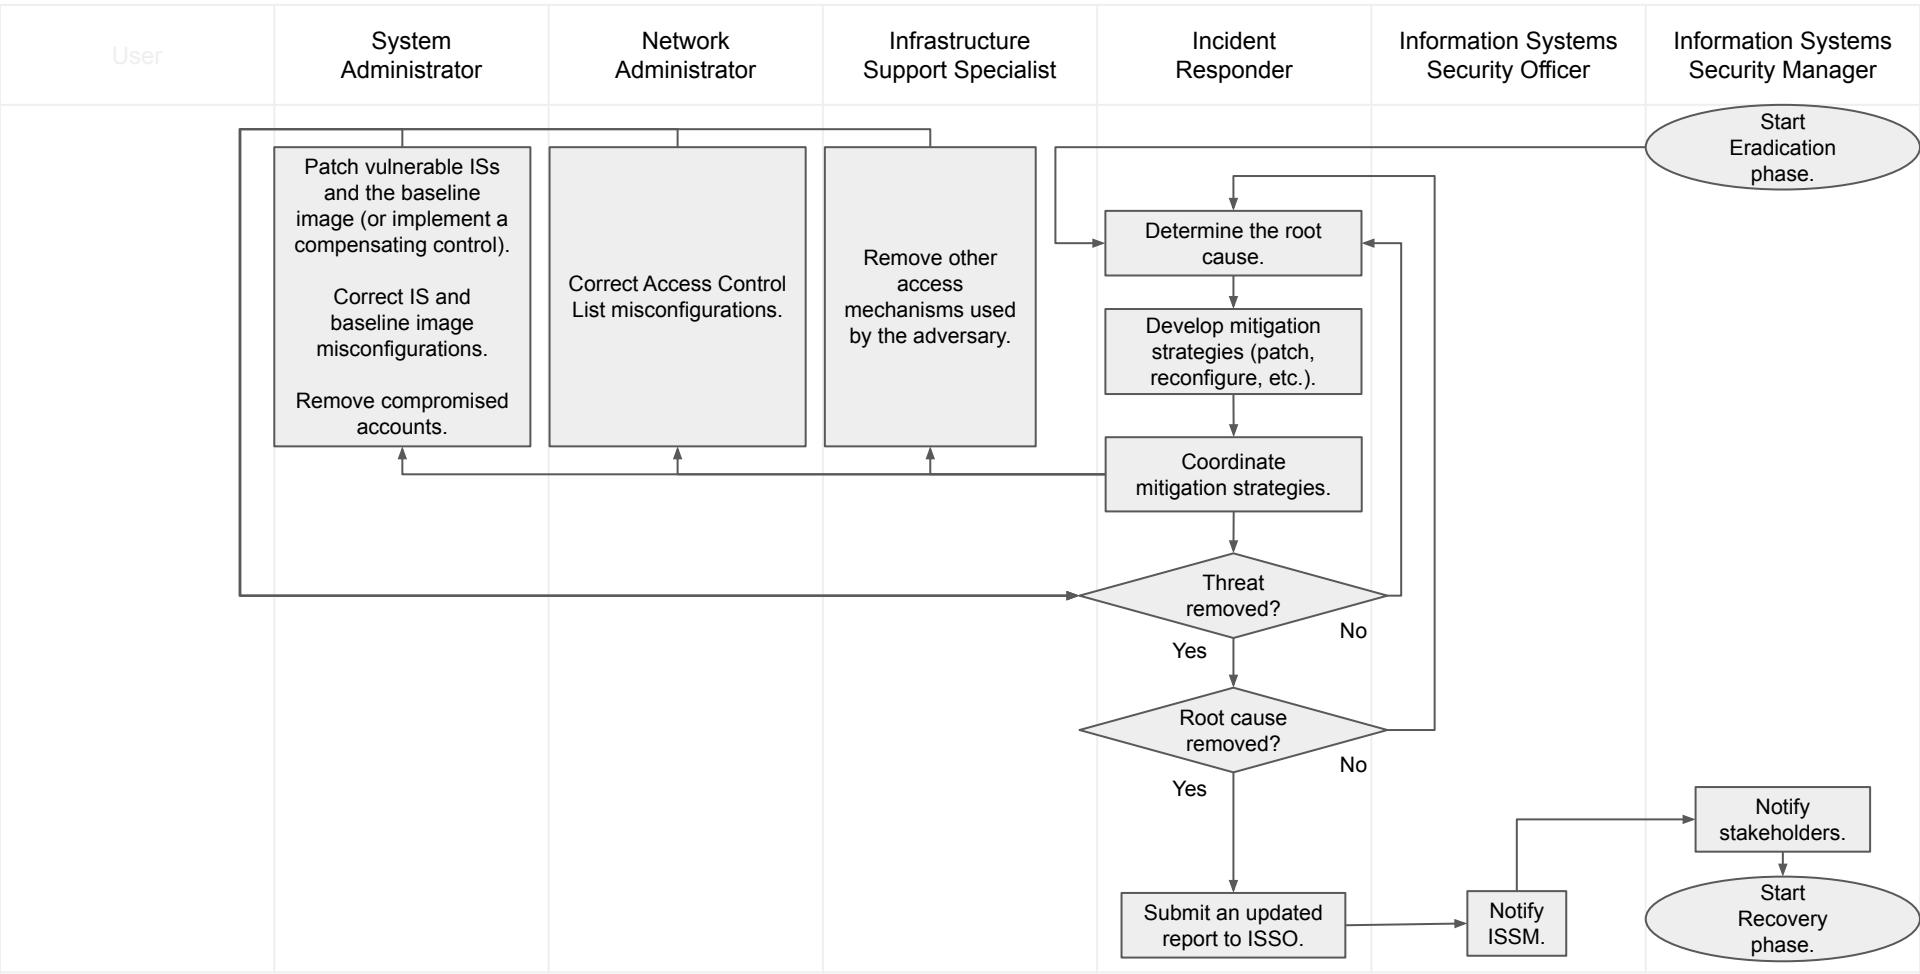 User
System
Administrator
Network
Administrator
Infrastructure
Support Specialist
Incident
Responder
Information Systems
Security Officer
Information Systems
Security Manager
Start
Eradication
phase.
Patch vulnerable ISs
and the baseline
image (or implement a
compensating control).
Correct IS and
baseline image
misconfigurations.
Remove compromised
accounts.
Correct Access Control
List misconfigurations.
Remove other
access
mechanisms used
by the adversary.
Determine the root
cause.
Develop mitigation
strategies (patch,
reconfigure, etc.).
Coordinate
mitigation strategies.
Threat
removed?
No
Yes
Root cause
removed?
No
Yes
Submit an updated
report to ISSO.
Notify
ISSM.
Notify
stakeholders.
Start
Recovery
phase.